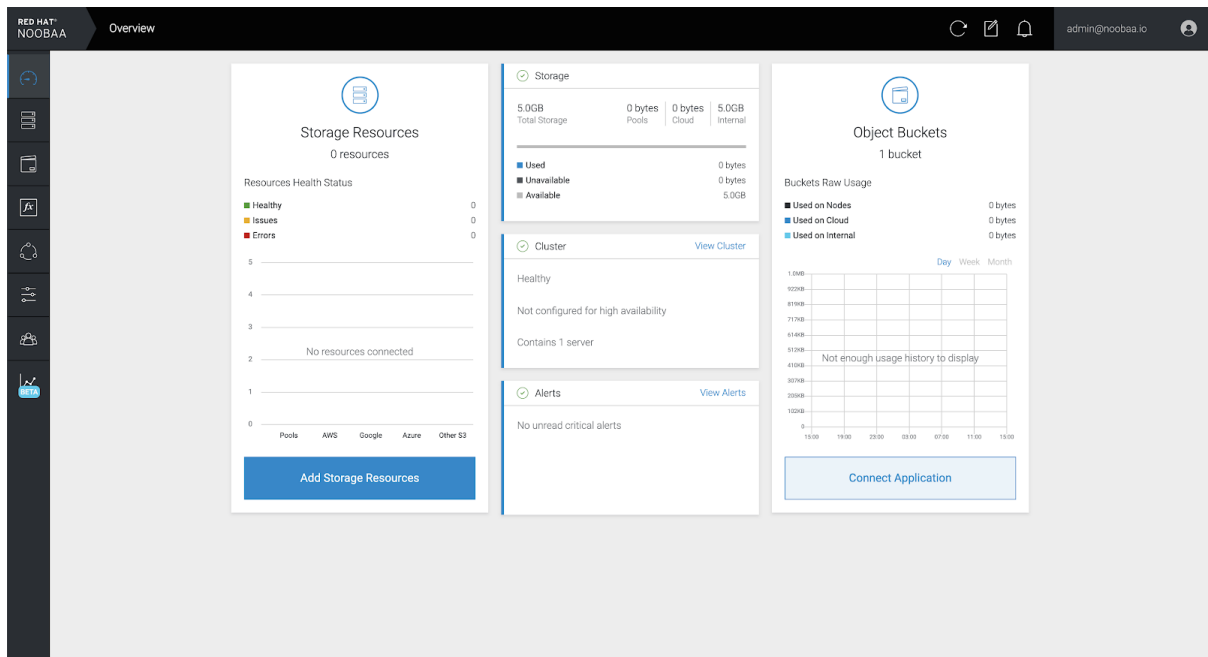 RED HAT®
NOOBAA
Overview
admin@noobaa.io
BETA
Storage Resources
0 resources
Resources Health Status
Healthy 0
Issues 0
Errors 0
5
4
3
No resources connected
2
1
0
Pools AWS Google Azure Other S3
Add Storage Resources
Storage
5.0GB 0 bytes 0 bytes 5.0GB
Total Storage Pools Cloud Internal
Used 0 bytes
Unavailable 0 bytes
Available 5.0GB
Cluster View Cluster
Healthy
Not configured for high availability
Contains 1 server
Alerts View Alerts
No unread critical alerts
Object Buckets
1 bucket
Buckets Raw Usage
Used on Nodes 0 bytes
Used on Cloud 0 bytes
Used on Internal 0 bytes
Day Week Month
1.0MB
922KB
819KB
717KB
614KB
512KB
Not enough usage history to display
410KB
307KB
205KB
102KB
0
15:00 19:00 23:00 03:00 07:00 11:00 15:00
Connect Application